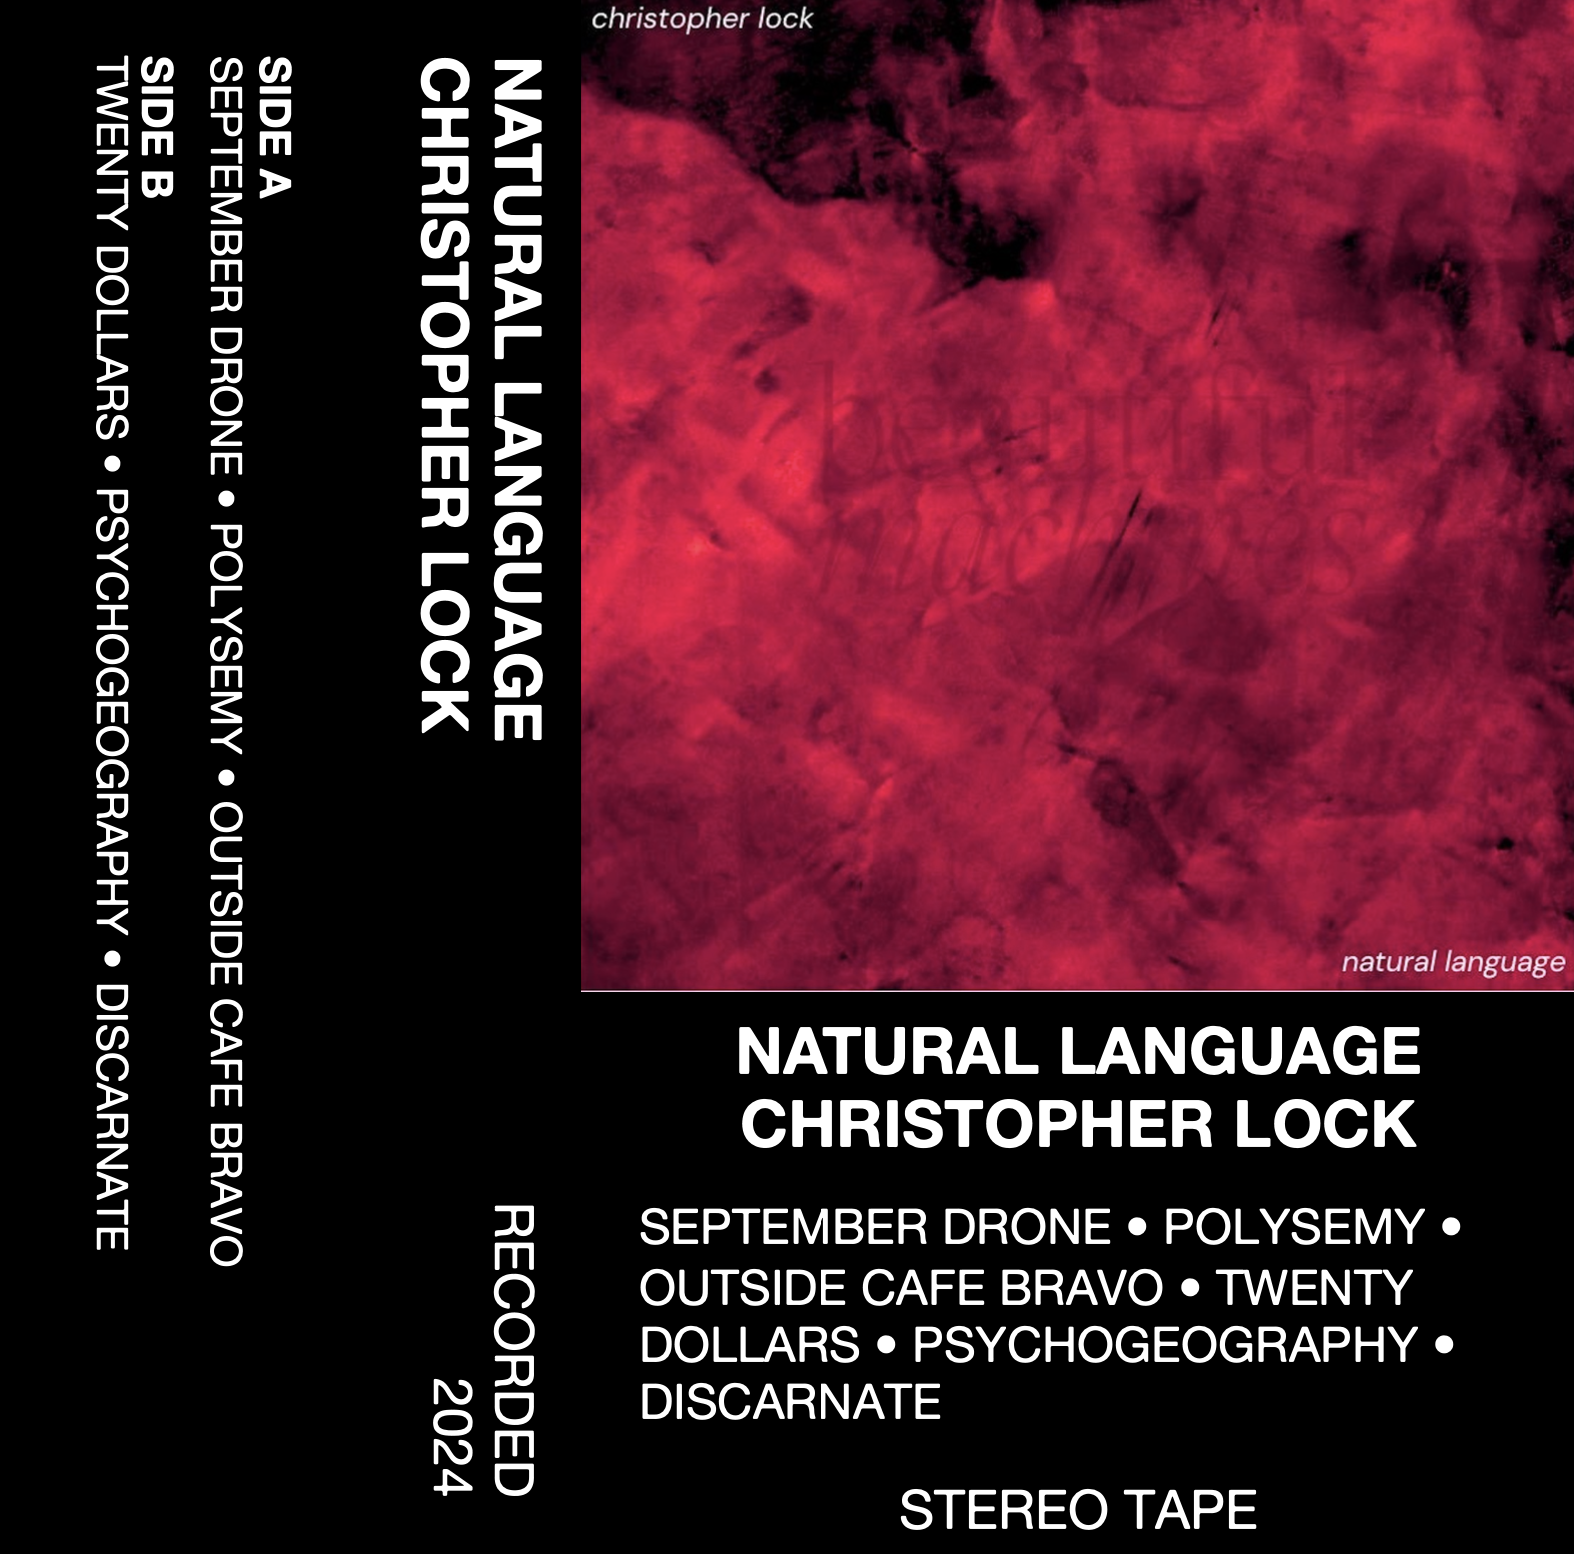 SIDE A
SEPTEMBER DRONE • POLYSEMY • OUTSIDE CAFE BRAVO
SIDE B
TWENTY DOLLARS • PSYCHOGEOGRAPHY • DISCARNATE
NATURAL LANGUAGE
CHRISTOPHER LOCK
RECORDED
2024
christopher lock
beautiful
machines
natural language
NATURAL LANGUAGE
CHRISTOPHER LOCK
SEPTEMBER DRONE • POLYSEMY •
OUTSIDE CAFE BRAVO • TWENTY
DOLLARS • PSYCHOGEOGRAPHY •
DISCARNATE
STEREO TAPE